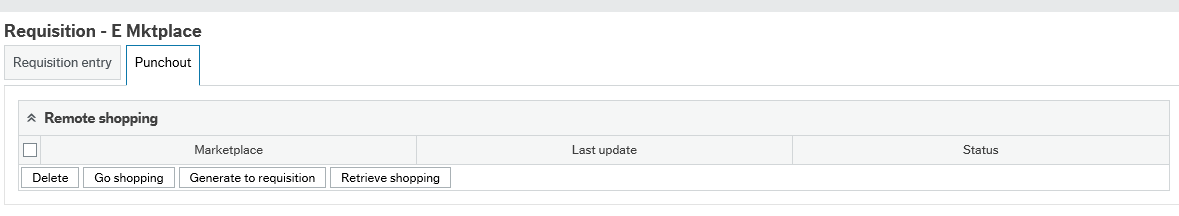 Requisition - E Mktplace
Requisition entry Punchout
Remote shopping
Marketplace Last update Status
Delete Go shopping Generate to requisition Retrieve shopping